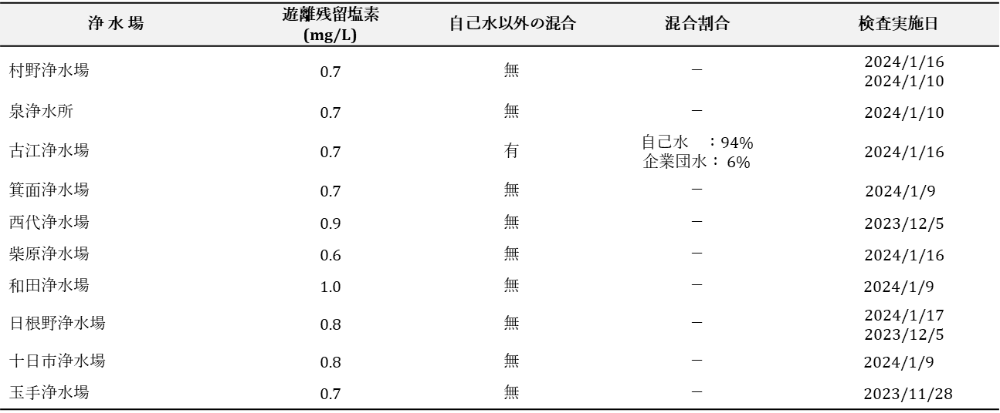 浄 水 場 遊離残留塩素 (mg/L) 自己水以外の混合 混合割合 検査実施日
村野浄水場 0.7 無 － 2024/1/16
2024/1/10
泉浄水所 0.7 無 － 2024/1/10
古江浄水場 0.7 有 自己水　：94% 2024/1/16
企業団水： 6%
箕面浄水場 0.7 無 － 2024/1/9
西代浄水場 0.9 無 － 2023/12/5
柴原浄水場 0.6 無 － 2024/1/16
和田浄水場 1.0 無 － 2024/1/9
日根野浄水場 0.8 無 － 2024/1/17
2023/12/5
十日市浄水場 0.8 無 － 2024/1/9
玉手浄水場 0.7 無 － 2023/11/28